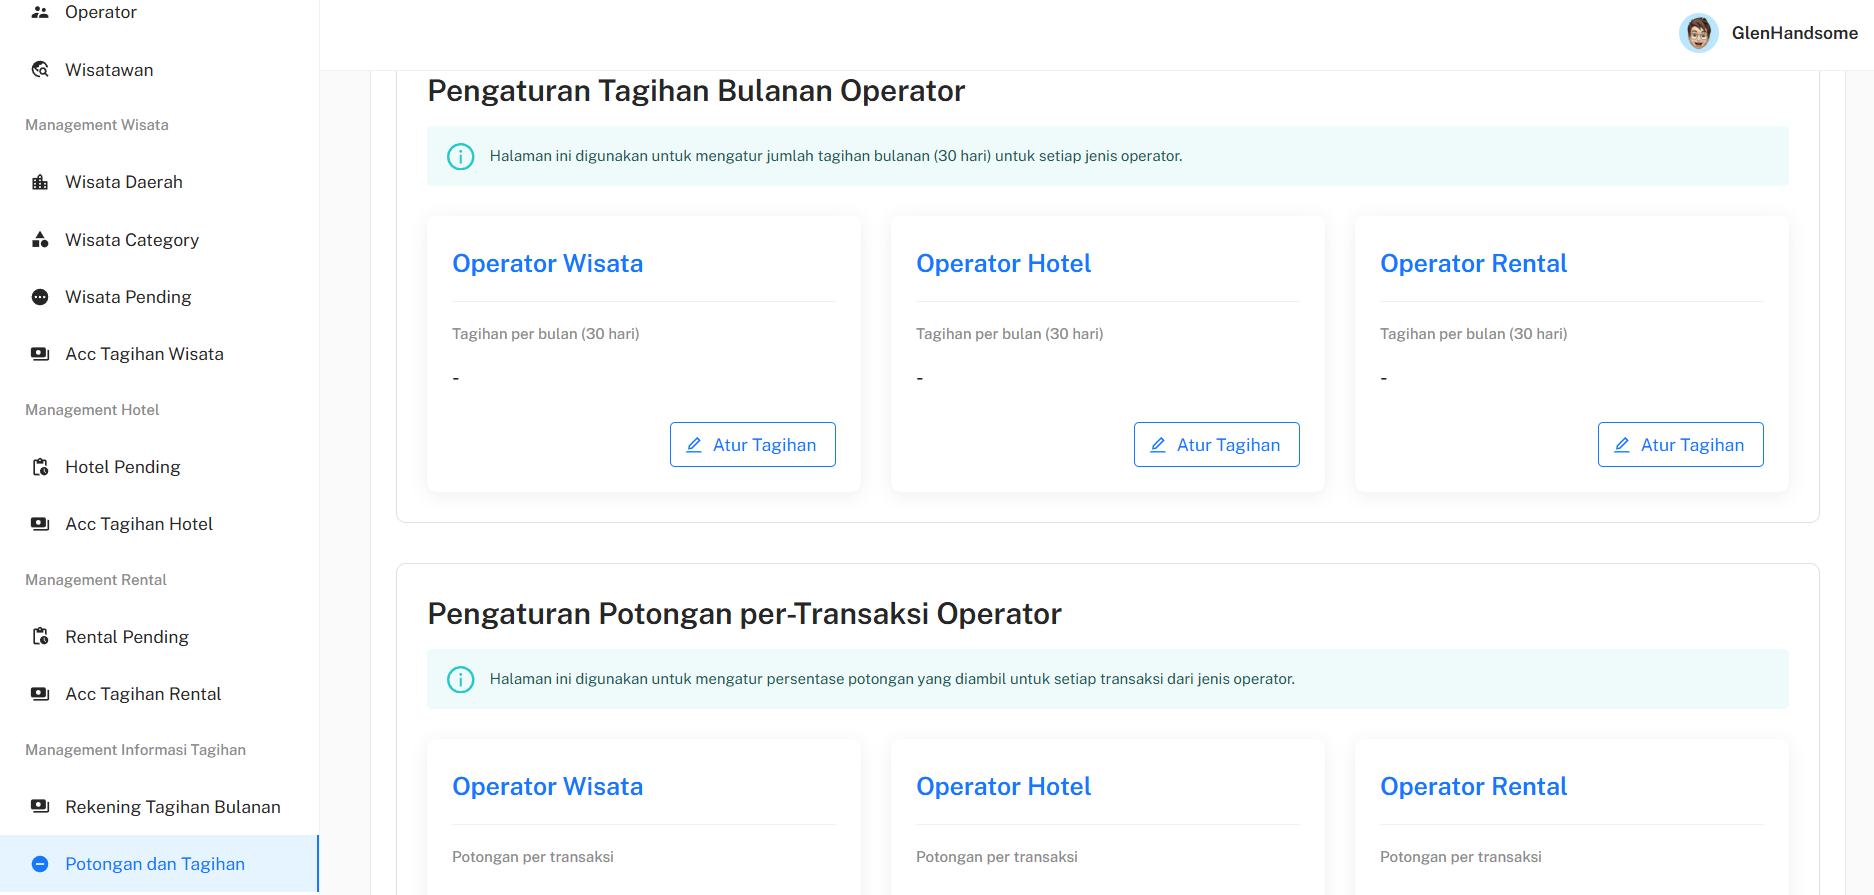 Operator
Wisatawan
Management Wisata
Wisata Daerah
Wisata Category
Wisata Pending
Acc Tagihan Wisata
Management Hotel
Hotel Pending
Acc Tagihan Hotel
Management Rental
Rental Pending
Acc Tagihan Rental
Management Informasi Tagihan
Rekening Tagihan Bulanan
Potongan dan Tagihan
GlenHandsome
Pengaturan Tagihan Bulanan Operator
Halaman ini digunakan untuk mengatur jumlah tagihan bulanan (30 hari) untuk setiap jenis operator.
Operator Wisata
Tagihan per bulan (30 hari)
-
Atur Tagihan
Operator Hotel
Tagihan per bulan (30 hari)
-
Atur Tagihan
Operator Rental
Tagihan per bulan (30 hari)
-
Atur Tagihan
Pengaturan Potongan per-Transaksi Operator
Halaman ini digunakan untuk mengatur persentase potongan yang diambil untuk setiap transaksi dari jenis operator.
Operator Wisata
Potongan per transaksi
Operator Hotel
Potongan per transaksi
Operator Rental
Potongan per transaksi